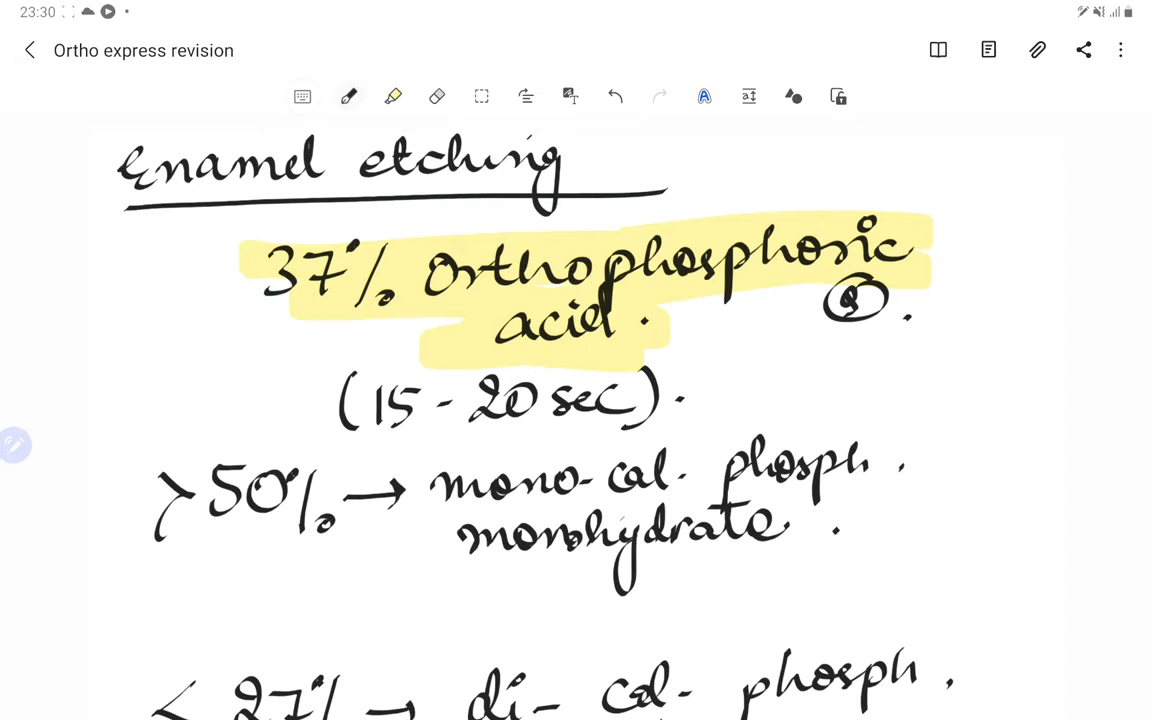 23:30
Ortho express revision
Enamel etching
37% Orthophosphoric
acid.
(15 - 20 sec).
>50% → mono-cal. phosph.
monohydrate.
< 27% → di- cal- phosph.